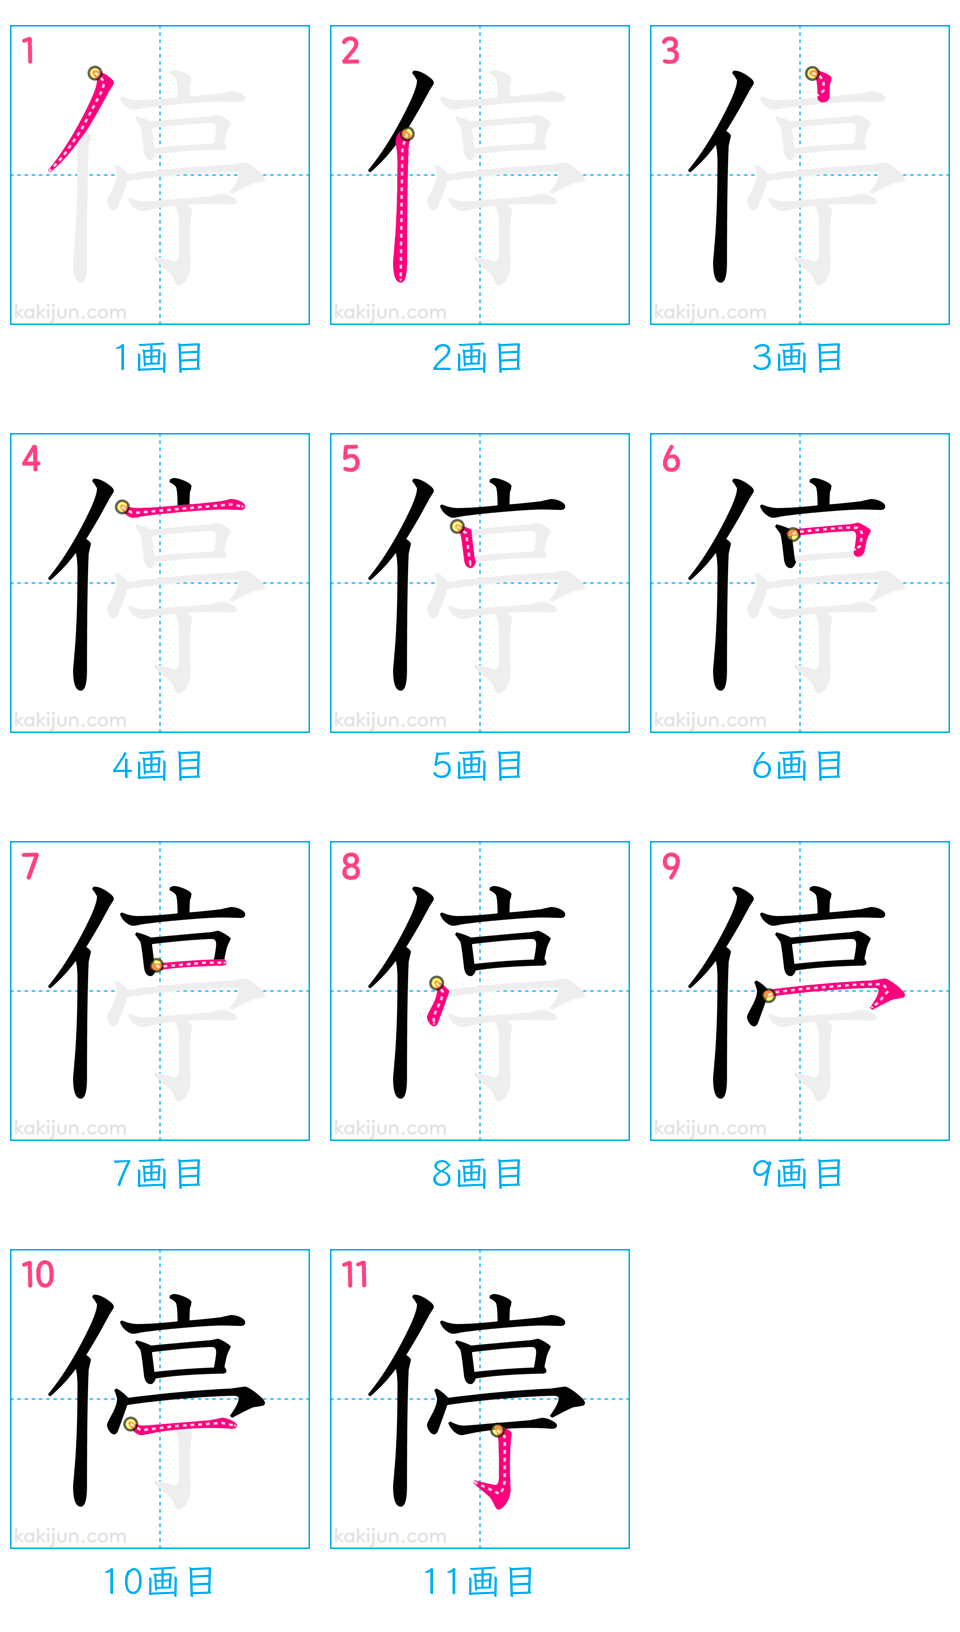 1 2 3
kakijun.com kakijun.com kakijun.com
1画目 2画目 3画目
4 5 6
kakijun.com kakijun.com kakijun.com
4画目 5画目 6画目
7 8 9
kakijun.com kakijun.com kakijun.com
7画目 8画目 9画目
10 11
停 停
kakijun.com kakijun.com
10画目 11画目